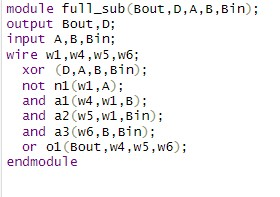 module full_sub(Bout,D,A,B,Bin);
output Bout,D;
input A,B,Bin;
wire w1,w4,w5,w6;
xor (D,A,B,Bin);
not n1(w1,A);
and a1(w4,w1,B);
and a2(w5,w1,Bin);
and a3(w6,B,Bin);
or o1(Bout,w4,w5,w6);
endmodule